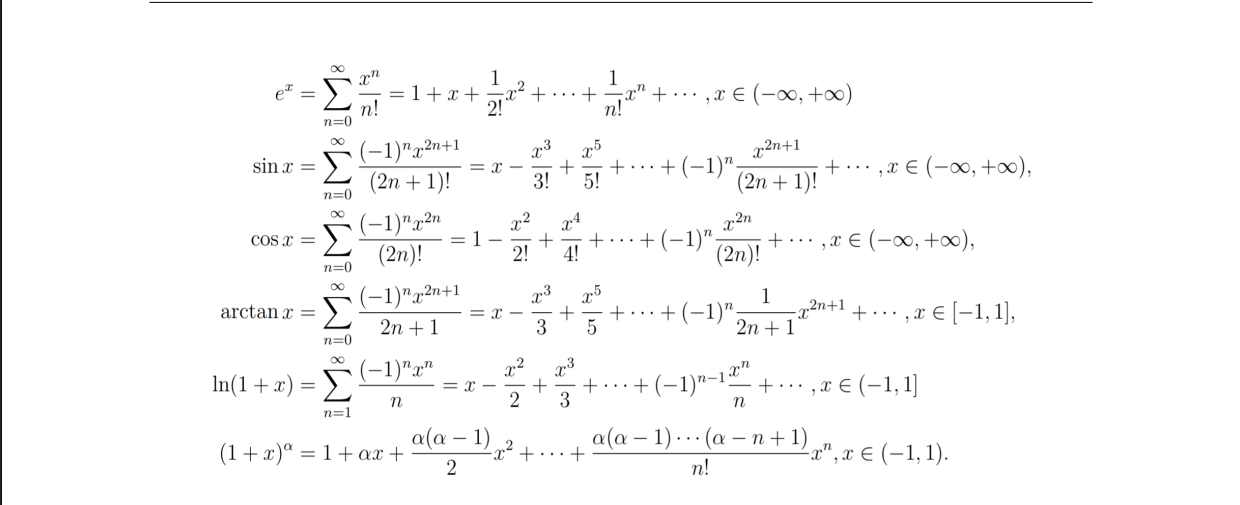 $e^x = \sum_{n=0}^{\infty} \frac{x^n}{n!} = 1 + x + \frac{1}{2!}x^2 + \cdots + \frac{1}{n!}x^n + \cdots, x \in (-\infty, +\infty)$
$\sin x = \sum_{n=0}^{\infty} \frac{(-1)^n x^{2n+1}}{(2n+1)!} = x - \frac{x^3}{3!} + \frac{x^5}{5!} + \cdots + (-1)^n \frac{x^{2n+1}}{(2n+1)!} + \cdots, x \in (-\infty, +\infty),$
$\cos x = \sum_{n=0}^{\infty} \frac{(-1)^n x^{2n}}{(2n)!} = 1 - \frac{x^2}{2!} + \frac{x^4}{4!} + \cdots + (-1)^n \frac{x^{2n}}{(2n)!} + \cdots, x \in (-\infty, +\infty),$
$\arctan x = \sum_{n=0}^{\infty} \frac{(-1)^n x^{2n+1}}{2n+1} = x - \frac{x^3}{3} + \frac{x^5}{5} + \cdots + (-1)^n \frac{1}{2n+1} x^{2n+1} + \cdots, x \in [-1, 1],$
$\ln(1+x) = \sum_{n=1}^{\infty} \frac{(-1)^n x^n}{n} = x - \frac{x^2}{2} + \frac{x^3}{3} + \cdots + (-1)^{n-1} \frac{x^n}{n} + \cdots, x \in (-1, 1]$
$(1+x)^\alpha = 1 + \alpha x + \frac{\alpha(\alpha-1)}{2}x^2 + \cdots + \frac{\alpha(\alpha-1)\cdots(\alpha-n+1)}{n!}x^n, x \in (-1, 1).$